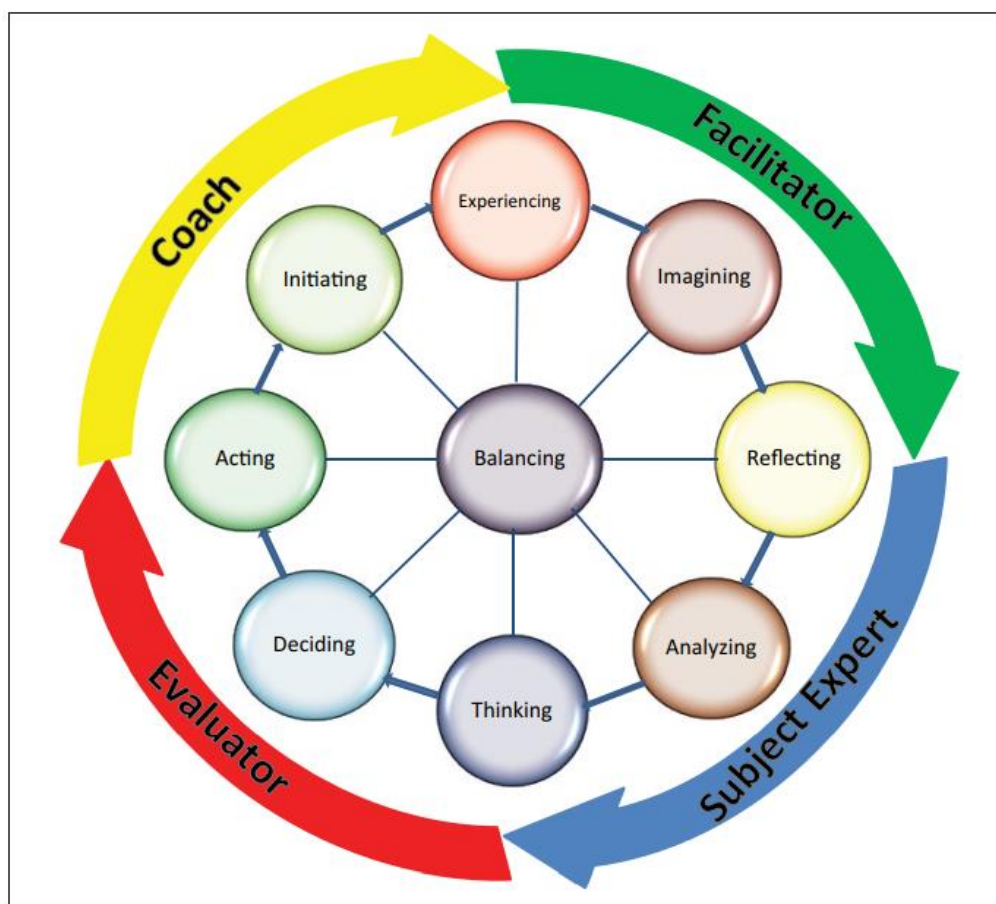 Coach
Facilitator
Experiencing
Initiating
Imagining
Acting
Balancing
Reflecting
Deciding
Analyzing
Thinking
Evaluator
Subject Expert